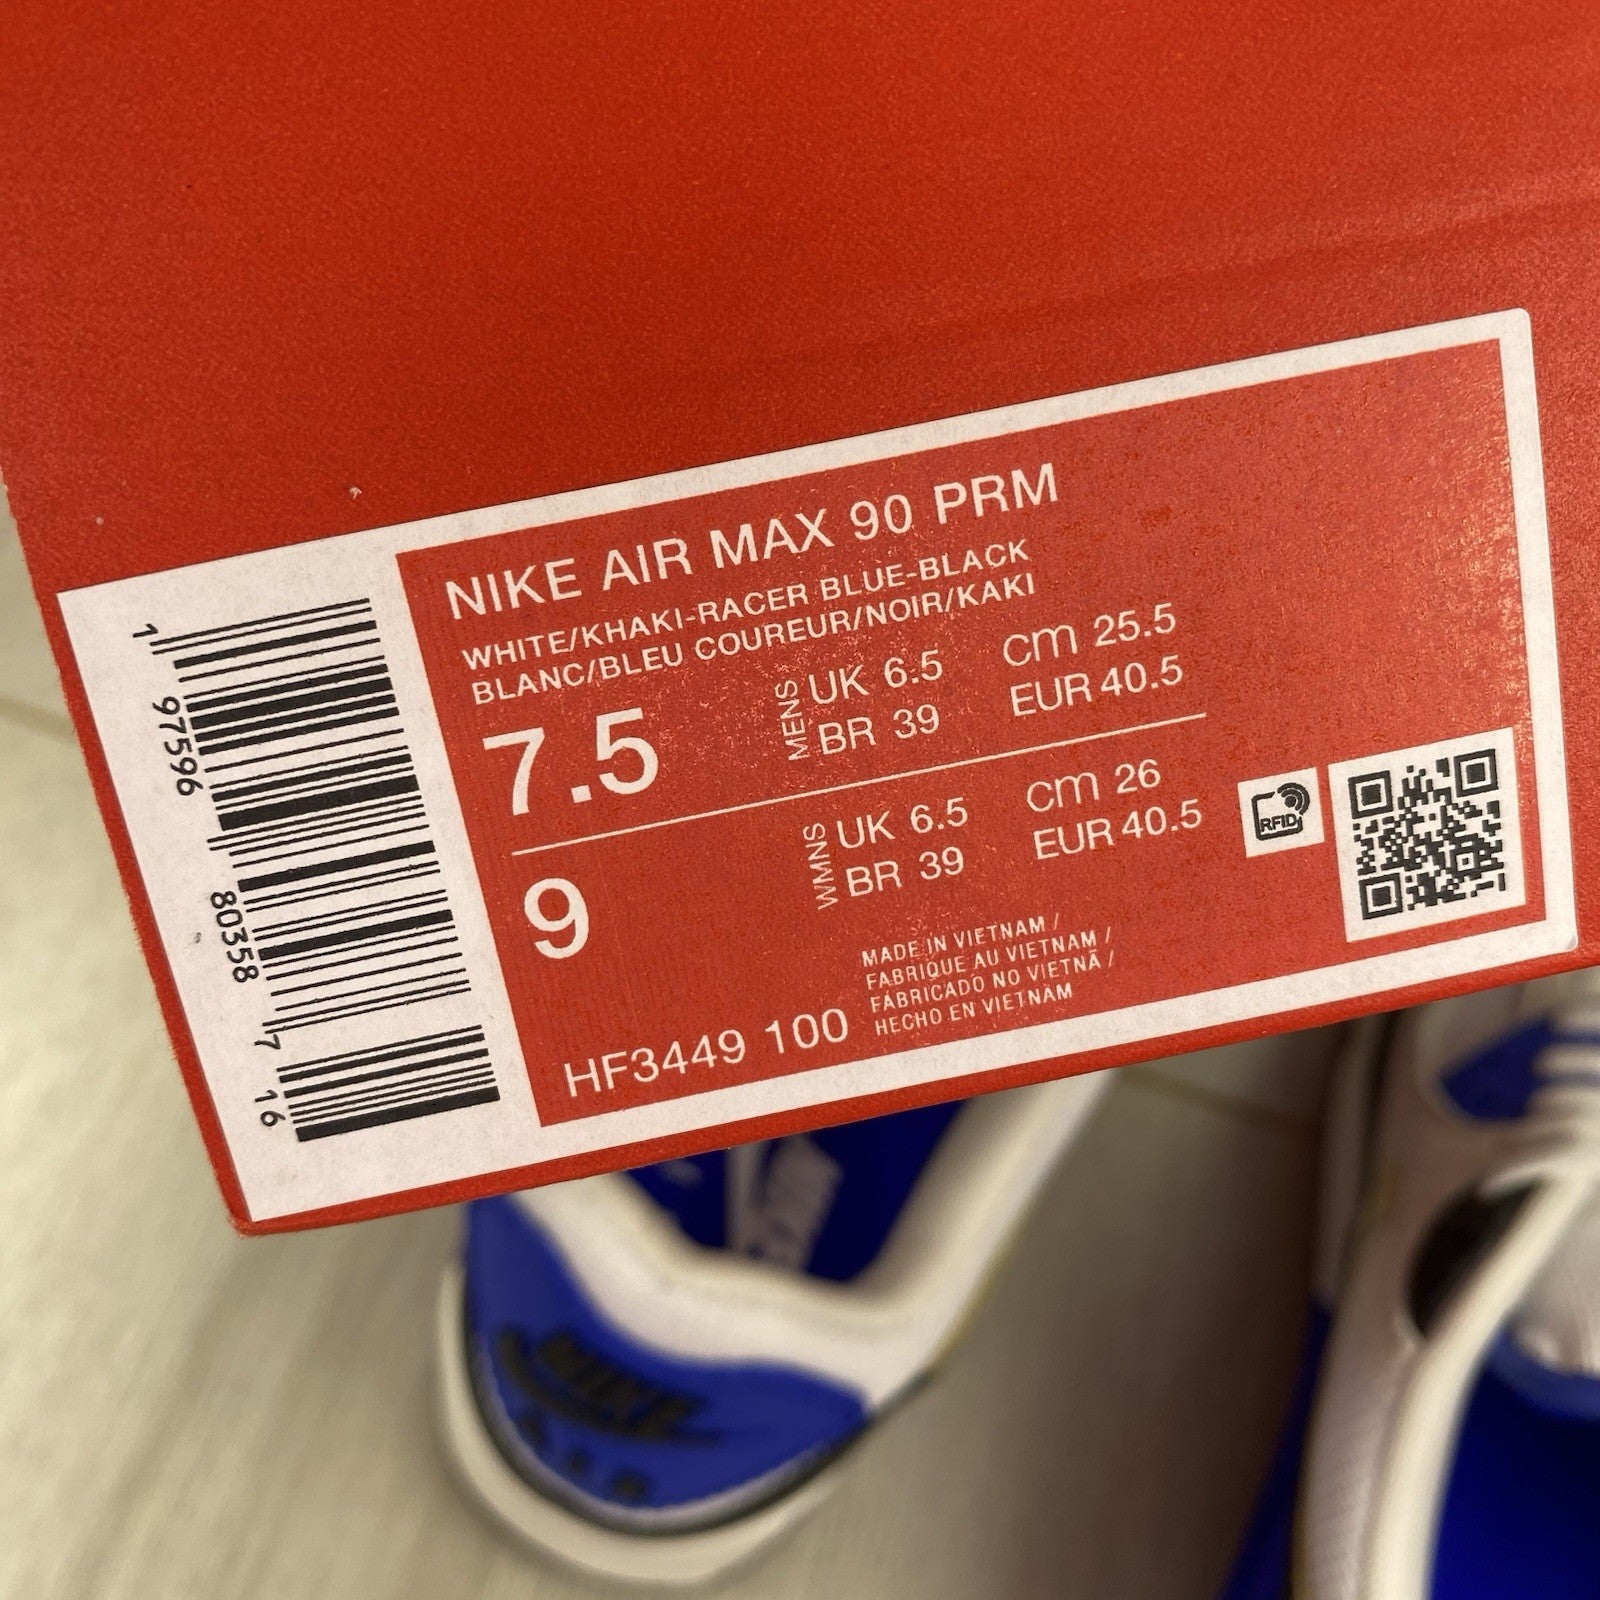 NIKE AIR MAX 90 PRM
WHITE/KHAKI-RACER BLUE-BLACK
BLANC/BLEU COUREUR/NOIR/KAKI
7.5
MENS
UK 6.5
CM 25.5
BR 39
EUR 40.5
9
WMNS
UK 6.5
CM 26
BR 39
EUR 40.5
RFID
MADE IN VIETNAM /
FABRIQUE AU VIETNAM /
FABRICADO NO VIETNÃ /
HECHO EN VIETNAM
HF3449 100
1 97596 80358 7 16
NIKE
AIR